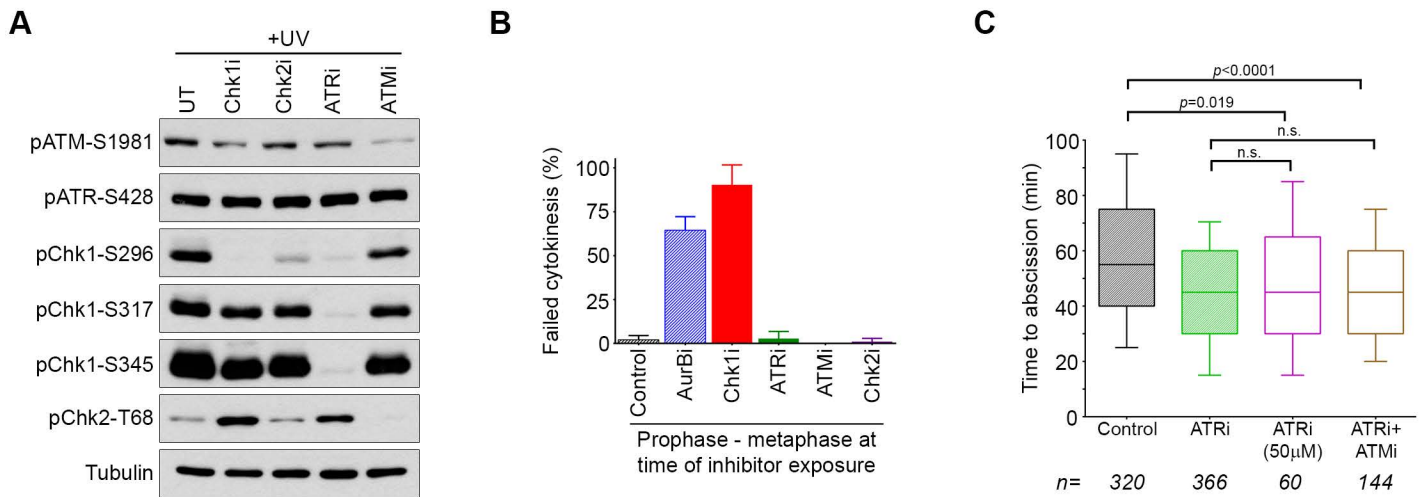 A
+UV
UT
Chk1i
Chk2i
ATRi
ATMi
pATM-S1981
pATR-S428
pChk1-S296
pChk1-S317
pChk1-S345
pChk2-T68
Tubulin
B
Failed cytokinesis (%)
100
75
50
25
0
Control
AurBi
Chk1i
ATRi
ATMi
Chk2i
Prophase - metaphase at
time of inhibitor exposure
C
p<0.0001
p=0.019
n.s.
n.s.
Time to abscission (min)
100
80
60
40
20
0
Control ATRi ATRi ATRi+
(50μM) ATMi
n= 320 366 60 144